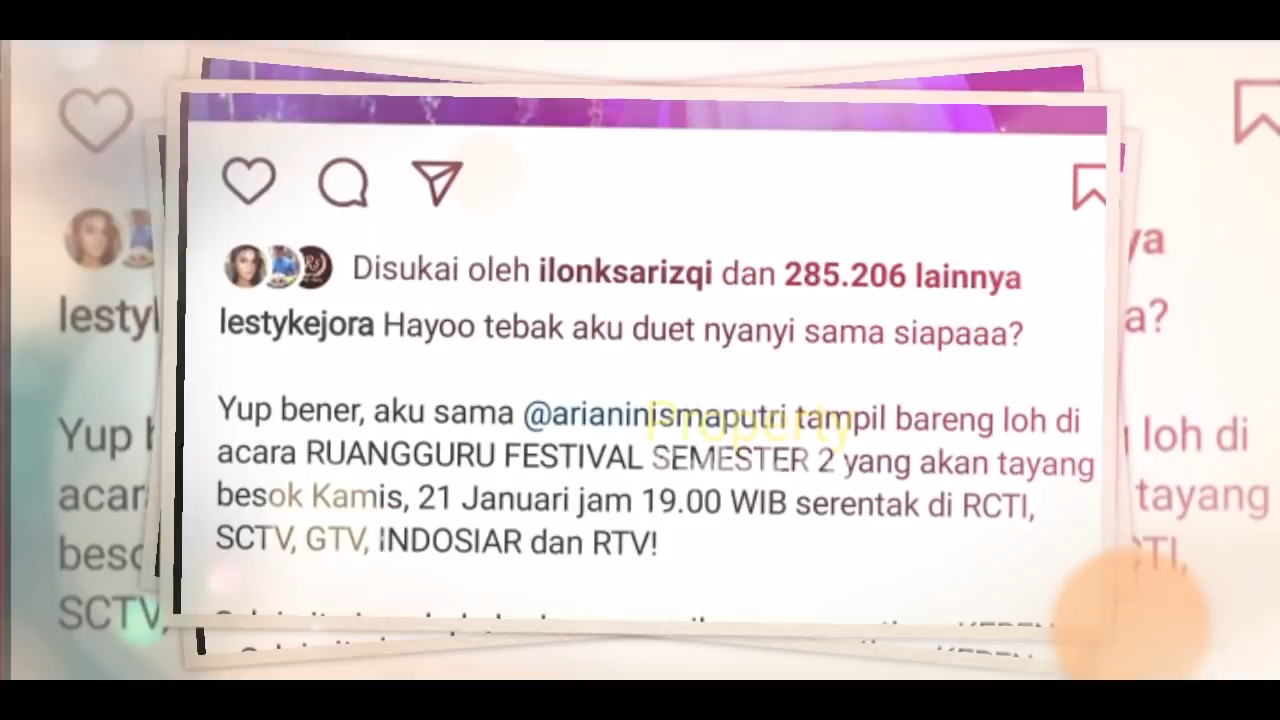 Disukai oleh ilonksarizqi dan 285.206 lainnya
lestykejora Hayoo tebak aku duet nyanyi sama siapaaa?
Yup bener, aku sama @arianinismaputri tampil bareng loh di
acara RUANGGURU FESTIVAL SEMESTER 2 yang akan tayang
besok Kamis, 21 Januari jam 19.00 WIB serentak di RCTI,
SCTV, GTV, INDOSIAR dan RTV!
Property